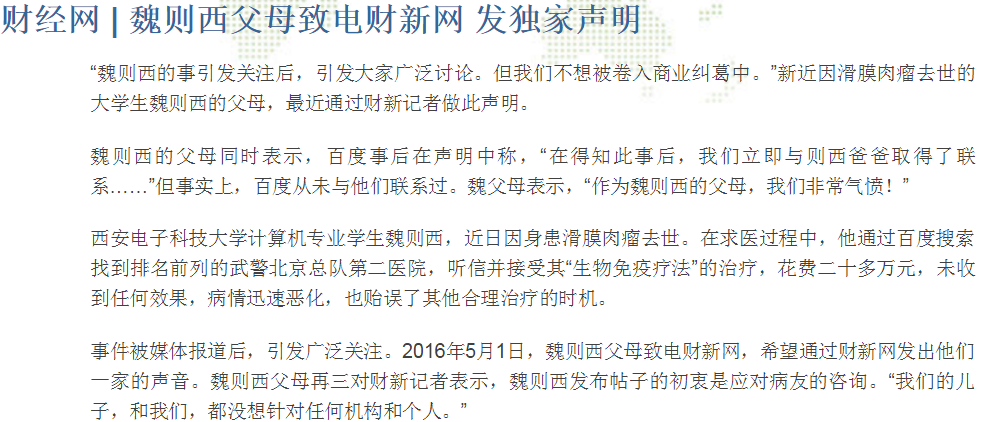 财经网 | 魏则西父母致电财新网 发独家声明
“魏则西的事引发关注后，引发大家广泛讨论。但我们不想被卷入商业纠葛中。”新近因滑膜肉瘤去世的
大学生魏则西的父母，最近通过财新记者做此声明。
魏则西的父母同时表示，百度事后在声明中称，“在得知此事后，我们立即与则西爸爸取得了联
系……”但事实上，百度从未与他们联系过。魏父母表示，“作为魏则西的父母，我们非常气愤！”
西安电子科技大学计算机专业学生魏则西，近日因身患滑膜肉瘤去世。在求医过程中，他通过百度搜索
找到排名前列的武警北京总队第二医院，听信并接受其“生物免疫疗法”的治疗，花费二十多万元，未收
到任何效果，病情迅速恶化，也贻误了其他合理治疗的时机。
事件被媒体报道后，引发广泛关注。2016年5月1日，魏则西父母致电财新网，希望通过财新网发出他们
一家的声音。魏则西父母再三对财新记者表示，魏则西发布帖子的初衷是应对病友的咨询。“我们的儿
子，和我们，都没想针对任何机构和个人。”